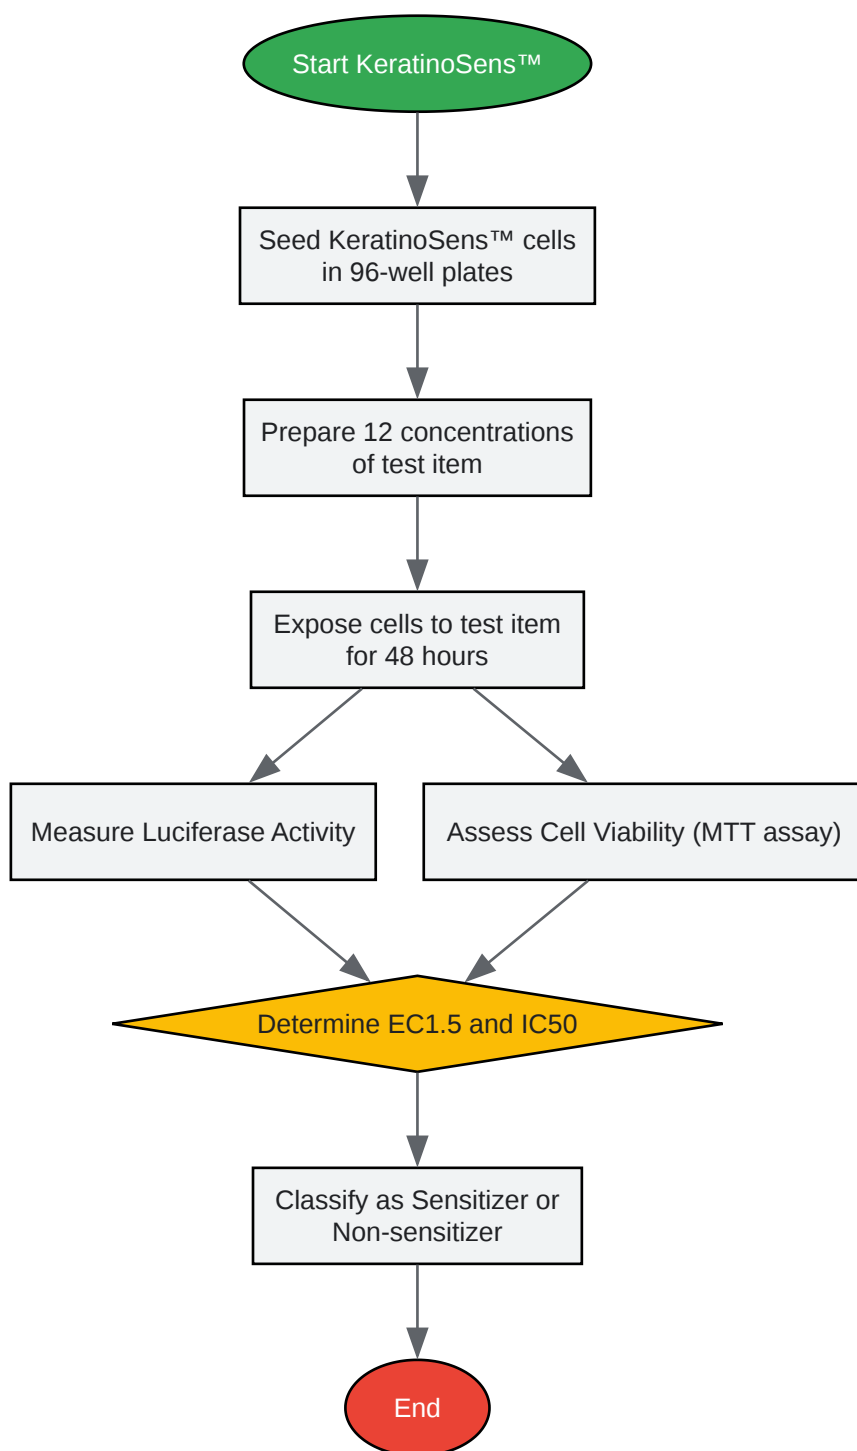 Start KeratinoSens™
Seed KeratinoSens™ cells
in 96-well plates
Prepare 12 concentrations
of test item
Expose cells to test item
for 48 hours
Measure Luciferase Activity
Assess Cell Viability (MTT assay)
Determine EC1.5 and IC50
Classify as Sensitizer or
Non-sensitizer
End